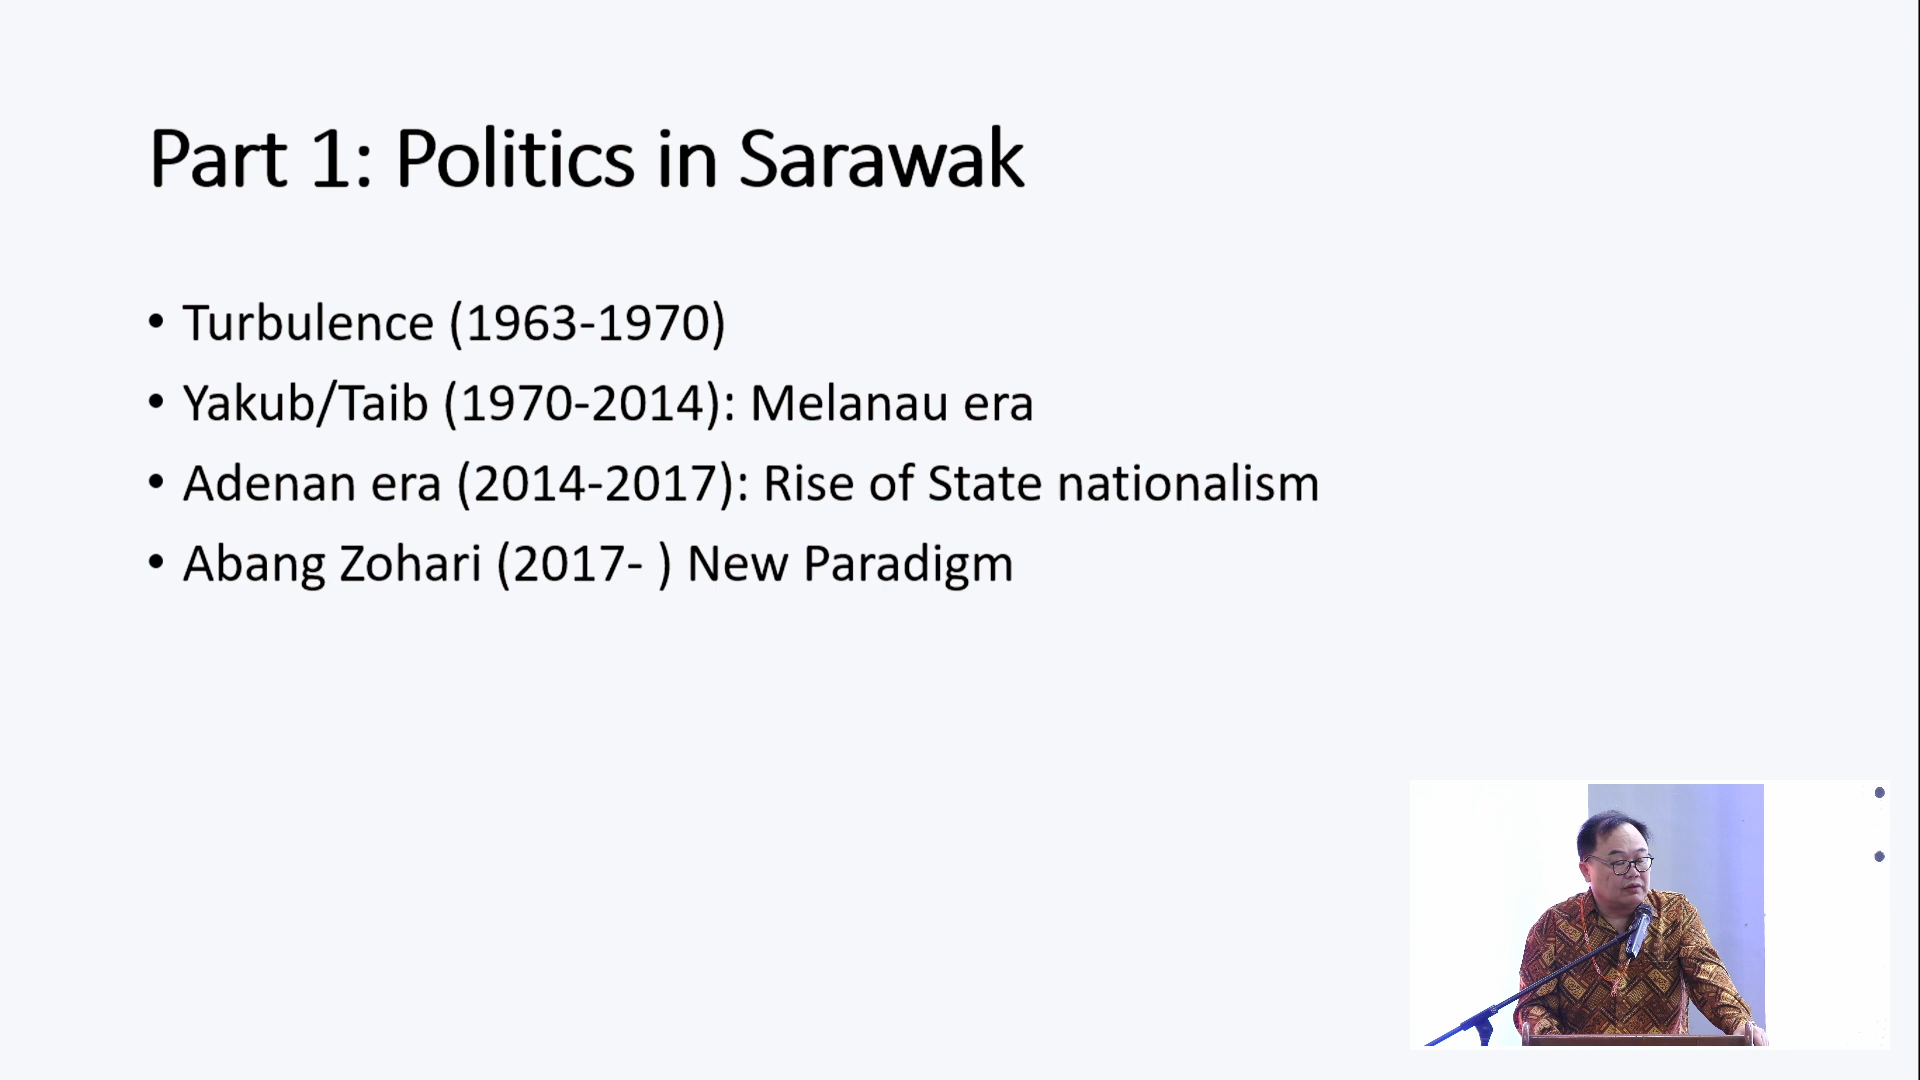 Part 1: Politics in Sarawak
• Turbulence (1963-1970)
• Yakub/Taib (1970-2014): Melanau era
• Adenan era (2014-2017): Rise of State nationalism
• Abang Zohari (2017- ) New Paradigm